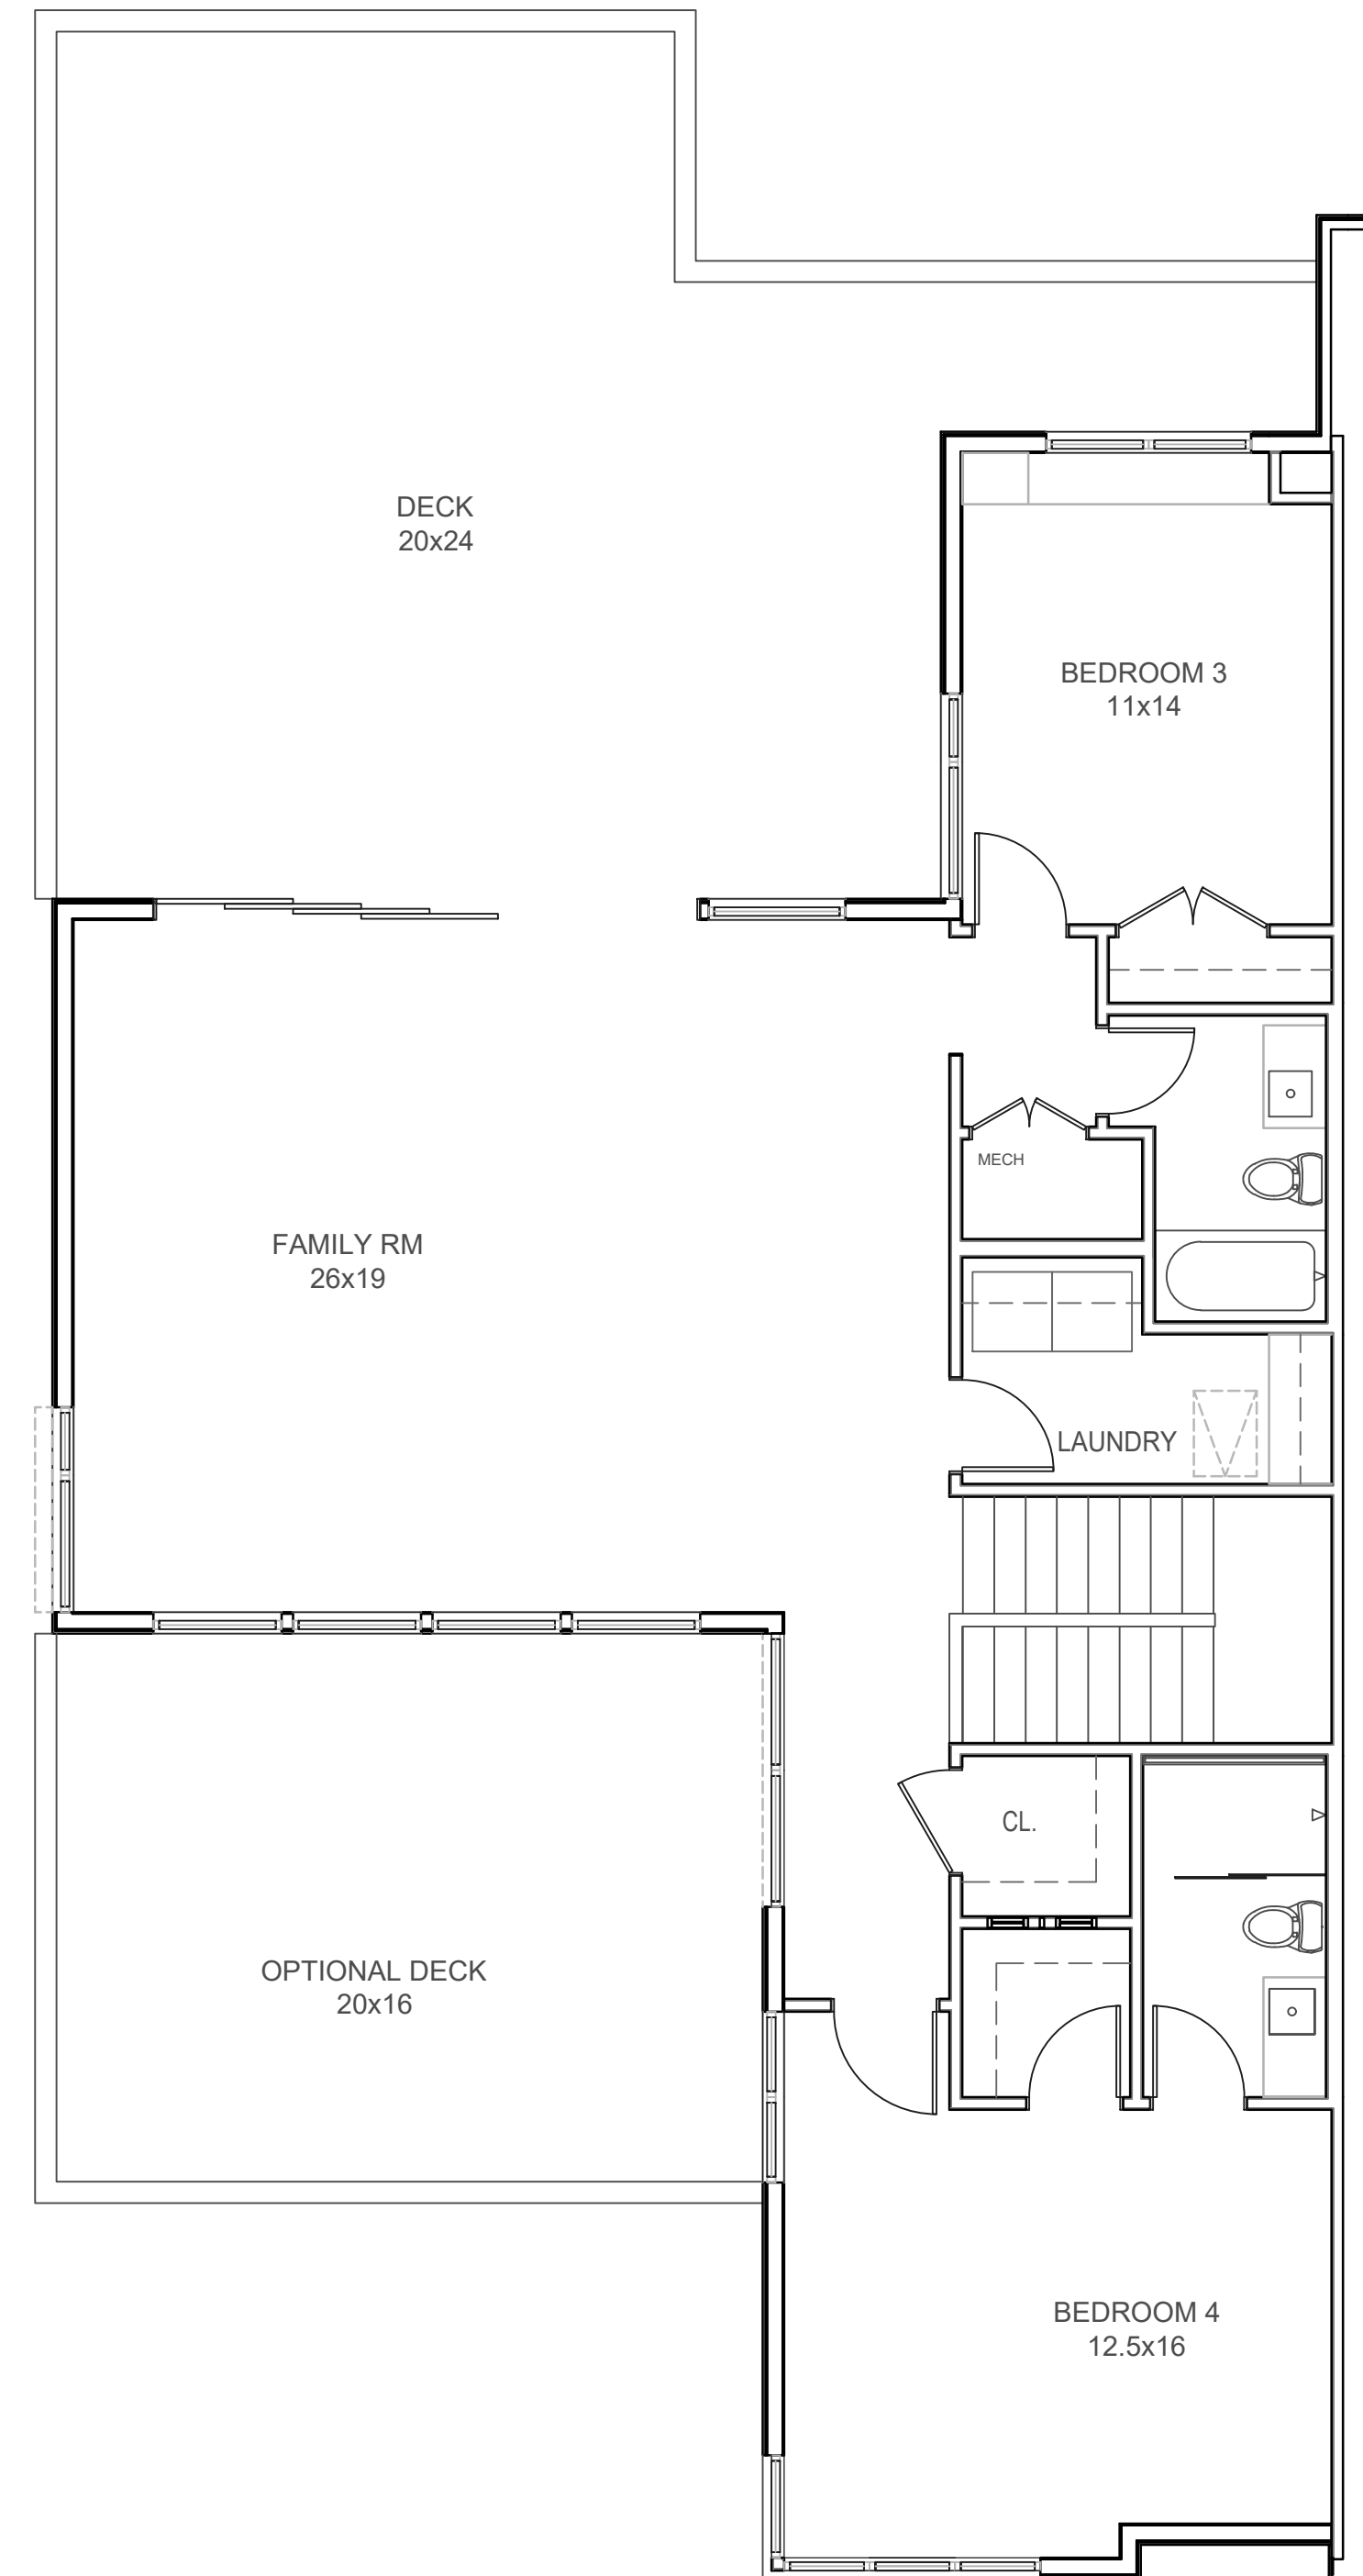 DECK
20x24
BEDROOM 3
11x14
MECH
FAMILY RM
26x19
LAUNDRY
CL.
OPTIONAL DECK
20x16
BEDROOM 4
12.5x16